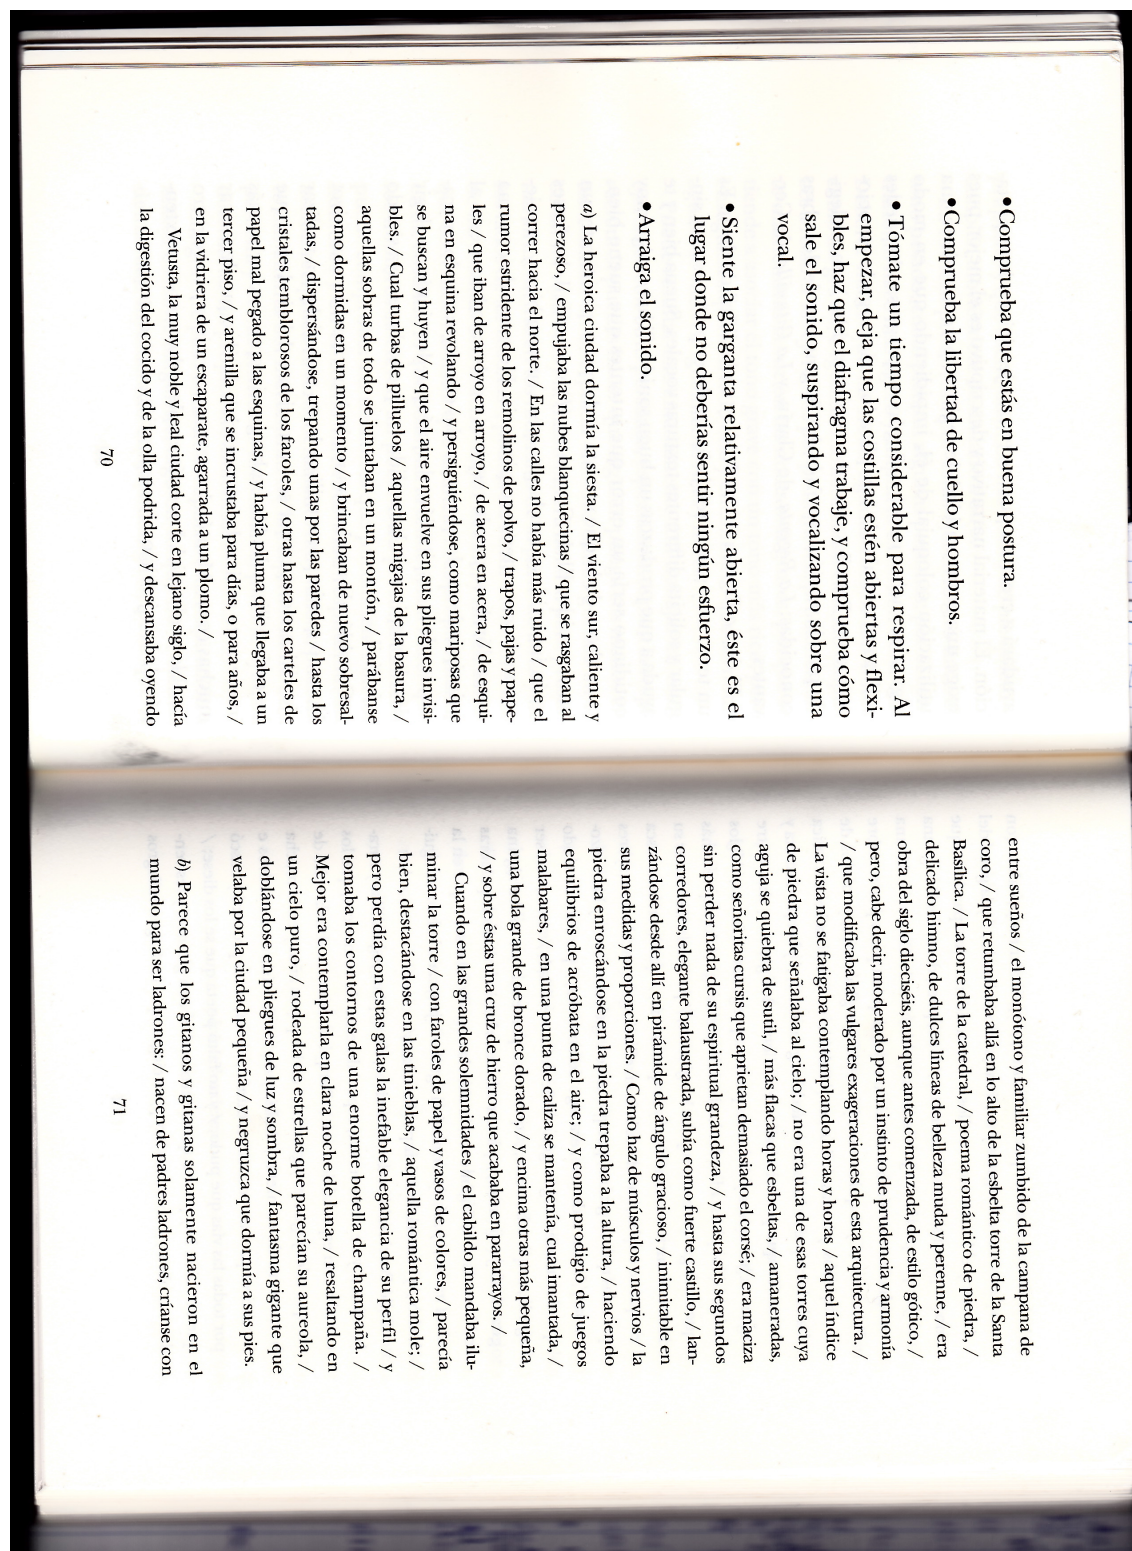 • Comprueba que estás en buena postura.
• Comprueba la libertad de cuello y hombros.
• Tómate un tiempo considerable para respirar. Al
empezar, deja que las costillas estén abiertas y flexi-
bles, haz que el diafragma trabaje, y comprueba cómo
sale el sonido, suspirando y vocalizando sobre una
vocal.
• Siente la garganta relativamente abierta, éste es el
lugar donde no deberías sentir ningún esfuerzo.
• Arraiga el sonido.
a) La heroica ciudad dormía la siesta. / El viento sur, caliente y
perezoso, / empujaba las nubes blanquecinas / que se rasgaban al
correr hacia el norte. / En las calles no había más ruido / que el
rumor estridente de los remolinos de polvo, / trapos, pajas y pape-
les / que iban de arroyo en arroyo, / de acera en acera, / de esqui-
na en esquina revolando / y persiguiéndose, como mariposas que
se buscan y huyen / y que el aire envuelve en sus pliegues invisi-
bles. / Cual turbas de pilluelos / aquellas migajas de la basura, /
aquellas sobras de todo se juntaban en un montón, / parábanse
como dormidas en un momento / y brincaban de nuevo sobresal-
tadas, / dispersándose, trepando unas por las paredes / hasta los
cristales temblorosos de los faroles, / otras hasta los carteles de
papel mal pegado a las esquinas, / y había pluma que llegaba a un
tercer piso, / y arenilla que se incrustaba para días, o para años, /
en la vidriera de un escaparate, agarrada a un plomo. /
Vetusta, la muy noble y leal ciudad corte en lejano siglo, / hacía
la digestión del cocido y de la olla podrida, / y descansaba oyendo
70
entre sueños / el monótono y familiar zumbido de la campana de
coro, / que retumbaba allá en lo alto de la esbelta torre de la Santa
Basílica. / La torre de la catedral, / poema romántico de piedra, /
delicado himno, de dulces líneas de belleza muda y perenne, / era
obra del siglo dieciséis, aunque antes comenzada, de estilo gótico, /
pero, cabe decir, moderado por un instinto de prudencia y armonía
/ que modificaba las vulgares exageraciones de esta arquitectura. /
La vista no se fatigaba contemplando horas y horas / aquel índice
de piedra que señalaba al cielo; / no era una de esas torres cuya
aguja se quiebra de sutil, / más flacas que esbeltas, / amaneradas,
como señoritas cursis que aprietan demasiado el corsé; / era maciza
sin perder nada de su espiritual grandeza, / y hasta sus segundos
corredores, elegante balaustrada, subía como fuerte castillo, / lan-
zándose desde allí en pirámide de ángulo gracioso, / inimitable en
sus medidas y proporciones. / Como haz de músculos y nervios / la
piedra enroscándose en la piedra trepaba a la altura, / haciendo
equilibrios de acróbata en el aire; / y como prodigio de juegos
malabares, / en una punta de caliza se mantenía, cual imantada, /
una bola grande de bronce dorado, / y encima otras más pequeña,
/ y sobre éstas una cruz de hierro que acababa en pararrayos. /
Cuando en las grandes solemnidades / el cabildo mandaba ilu-
minar la torre / con faroles de papel y vasos de colores, / parecía
bien, destacándose en las tinieblas, / aquella romántica mole; /
pero perdía con estas galas la inefable elegancia de su perfil / y
tomaba los contornos de una enorme botella de champaña. /
Mejor era contemplarla en clara noche de luna, / resaltando en
un cielo puro, / rodeada de estrellas que parecían su aureola, /
doblándose en pliegues de luz y sombra, / fantasma gigante que
velaba por la ciudad pequeña / y negruzca que dormía a sus pies.
b) Parece que los gitanos y gitanas solamente nacieron en el
mundo para ser ladrones: / nacen de padres ladrones, críanse con
71